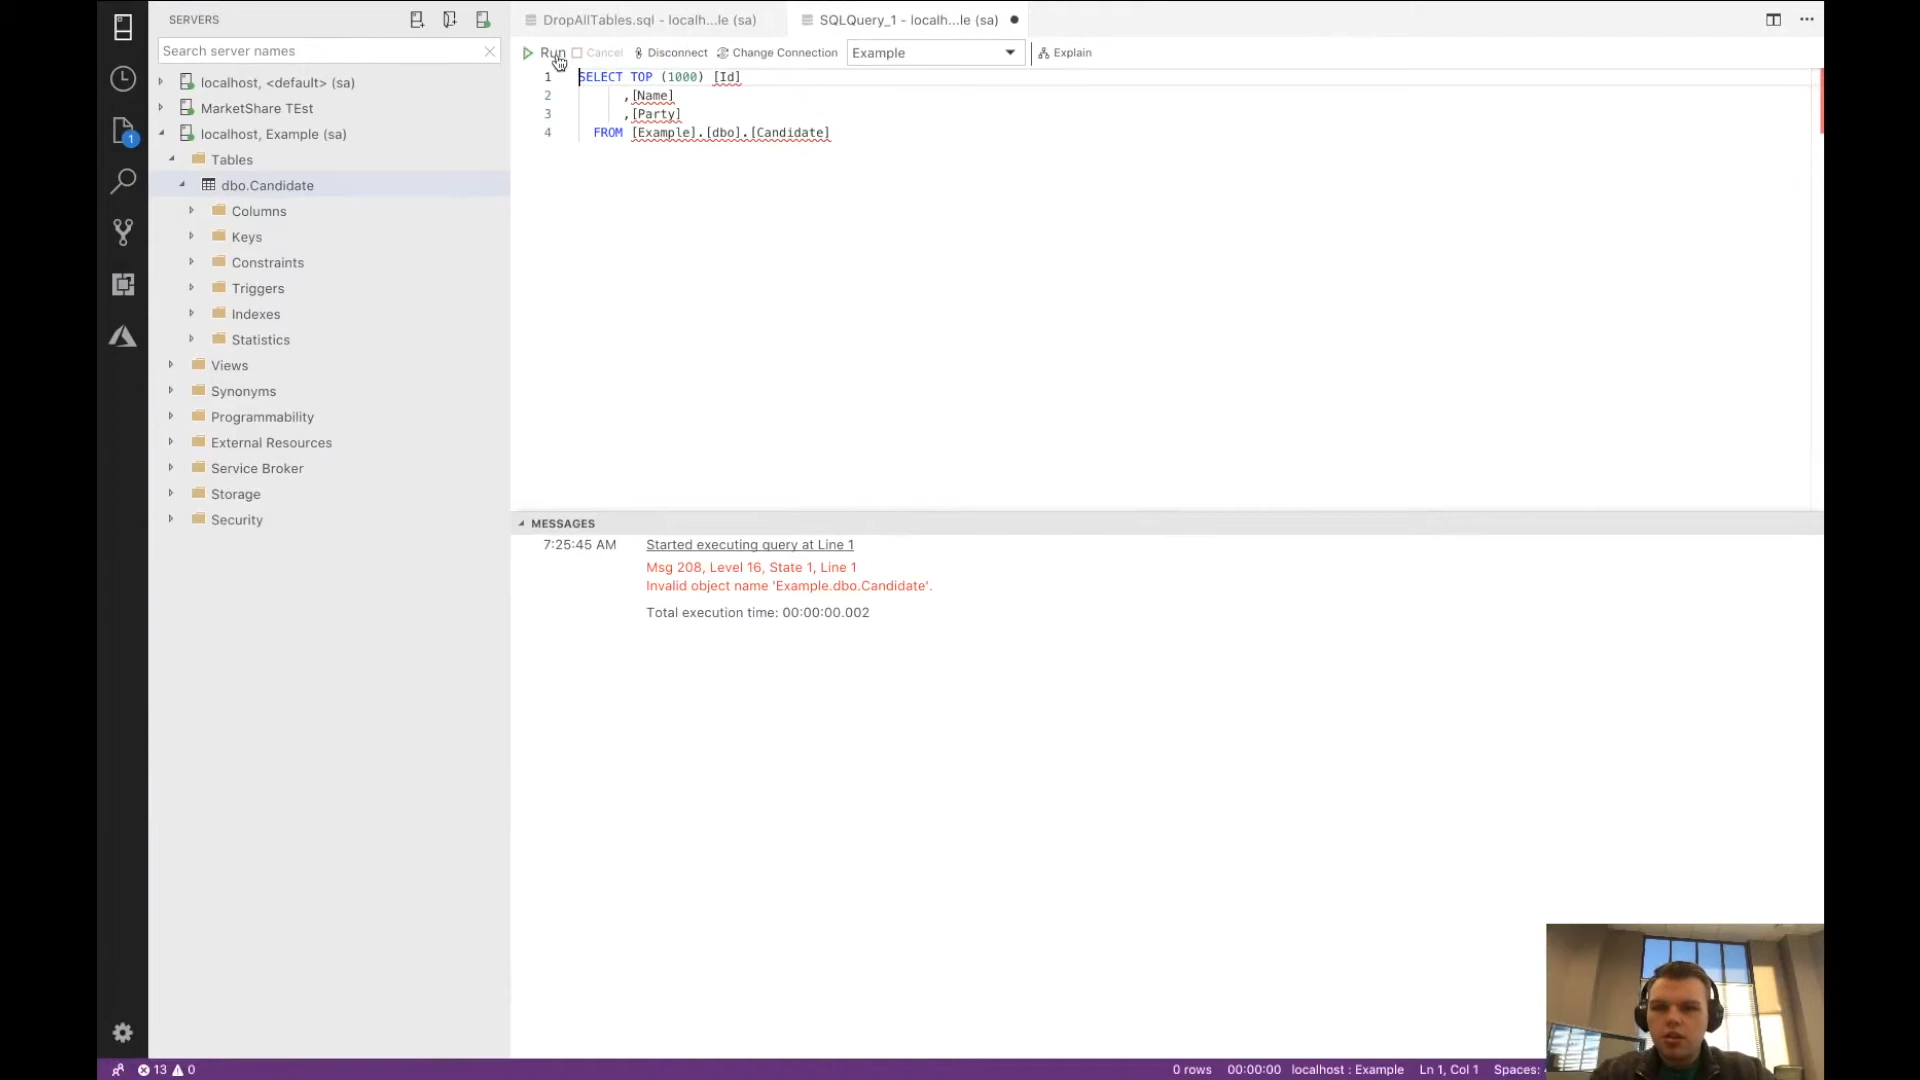 SERVERS
Search server names
localhost, <default> (sa)
MarketShare TEst
localhost, Example (sa)
Tables
dbo.Candidate
Columns
Keys
Constraints
Triggers
Indexes
Statistics
Views
Synonyms
Programmability
External Resources
Service Broker
Storage
Security
1
DropAllTables.sql - localh...le (sa)
SQLQuery_1 - localh...le (sa)
Run Cancel Disconnect Change Connection Example Explain
1 SELECT TOP (1000) [Id]
2 ,[Name]
3 ,[Party]
4 FROM [Example].[dbo].[Candidate]
MESSAGES
7:25:45 AM Started executing query at Line 1
Msg 208, Level 16, State 1, Line 1
Invalid object name 'Example.dbo.Candidate'.
Total execution time: 00:00:00.002
13 0 0 rows 00:00:00 localhost : Example Ln 1, Col 1 Spaces: